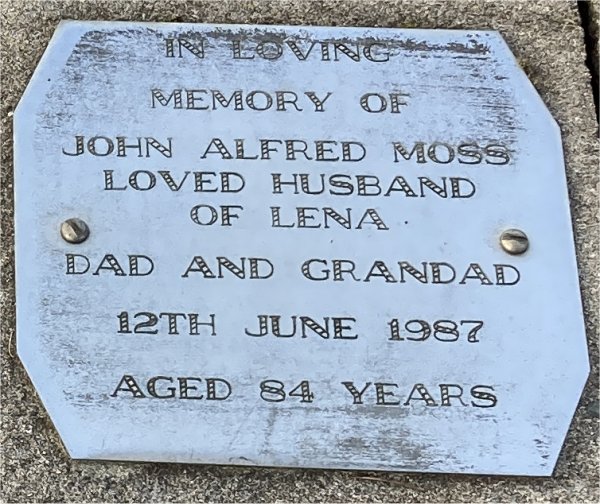 IN LOVING
MEMORY OF
JOHN ALFRED MOSS
LOVED HUSBAND
OF LENA
DAD AND GRANDAD
12TH JUNE 1987
AGED 84 YEARS